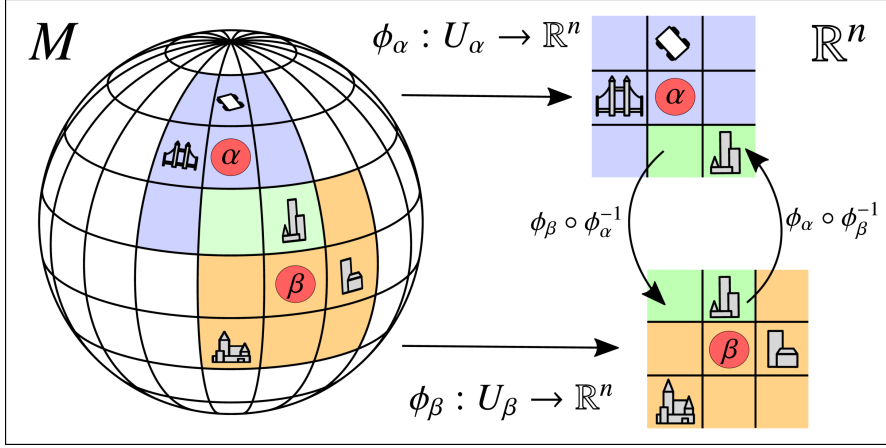 M
ϕα : Uα → ℝⁿ
ℝⁿ
α
α
ϕβ ∘ ϕα⁻¹
ϕα ∘ ϕβ⁻¹
β
β
ϕβ : Uβ → ℝⁿ